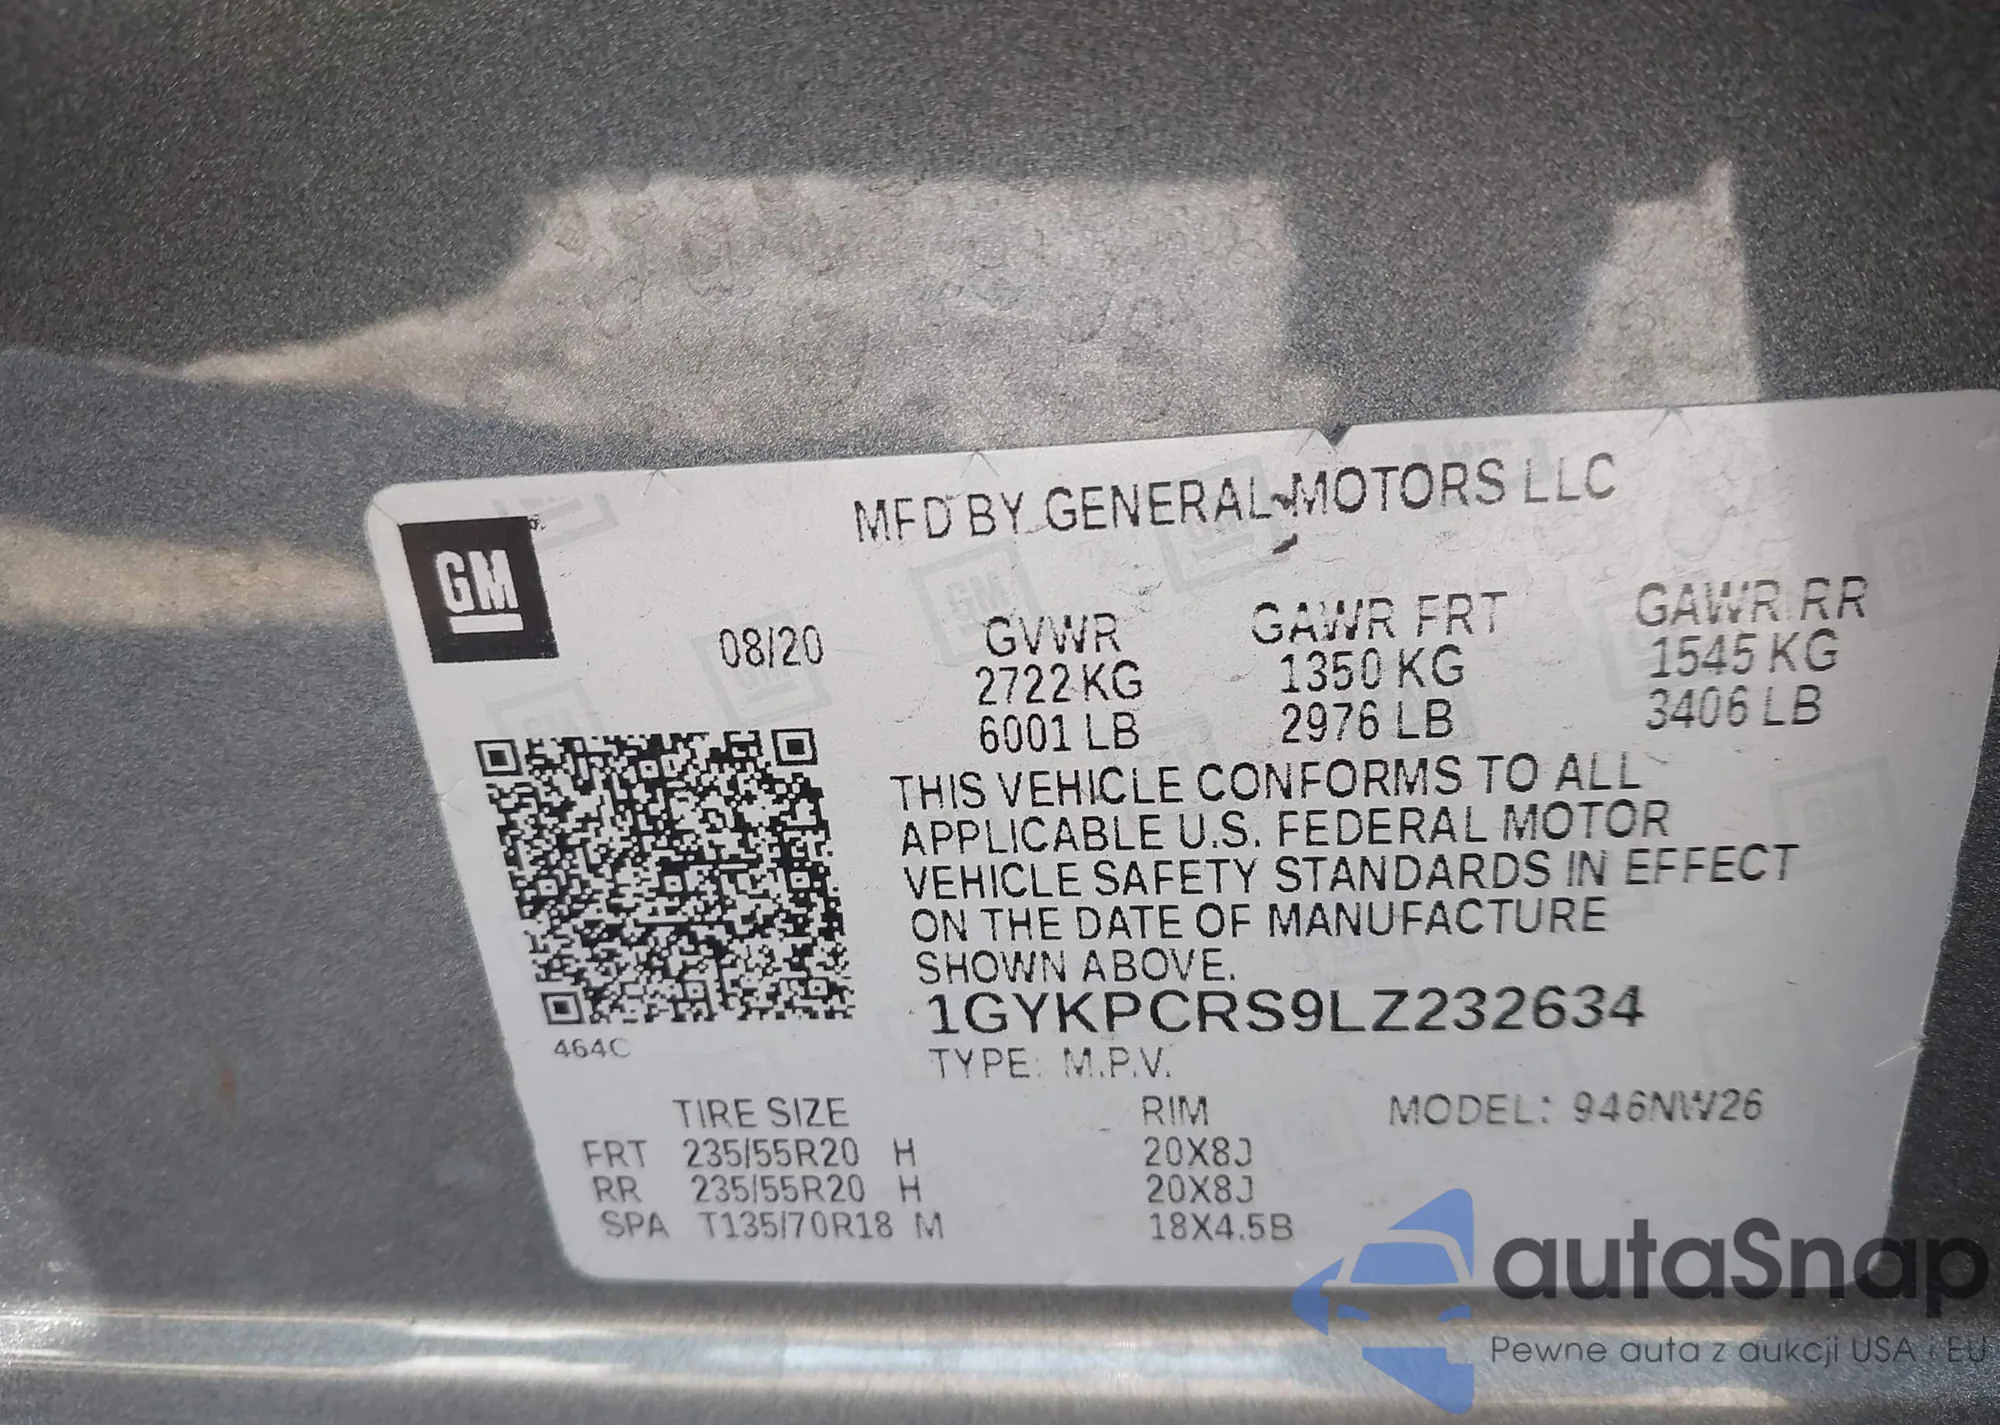 MFD BY GENERAL MOTORS LLC
GM
08/20
GVWR GAWR FRT GAWR RR
2722 KG 1350 KG 1545 KG
6001 LB 2976 LB 3406 LB
THIS VEHICLE CONFORMS TO ALL
APPLICABLE U.S. FEDERAL MOTOR
VEHICLE SAFETY STANDARDS IN EFFECT
ON THE DATE OF MANUFACTURE
SHOWN ABOVE.
1GYKPCRS9LZ232634
464C
TYPE: M.P.V.
TIRE SIZE RIM MODEL: 946NW26
FRT 235/55R20 H 20X8J
RR 235/55R20 H 20X8J
SPA T135/70R18 M 18X4.5B
autaSnap
Pewne auta z aukcji USA i EU